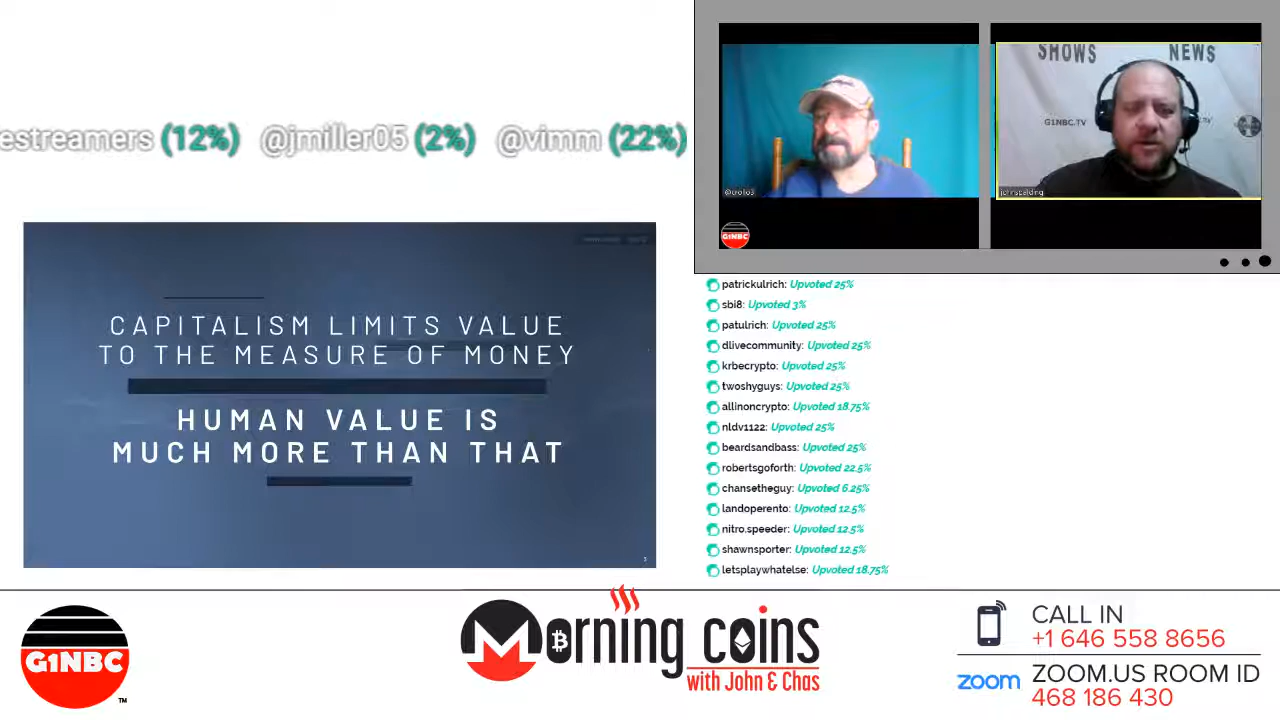 estreamers (12%) @jmiller05 (2%) @vimm (22%)
SHOWS NEWS
G1NBC.TV
@crolio3
johnspalding
G1NBC
CAPITALISM LIMITS VALUE
TO THE MEASURE OF MONEY
HUMAN VALUE IS
MUCH MORE THAN THAT
patrickulrich: Upvoted 25%
sbi8: Upvoted 3%
patulrich: Upvoted 25%
dlivecommunity: Upvoted 25%
krbecrypto: Upvoted 25%
twoshyguys: Upvoted 25%
allinoncrypto: Upvoted 18.75%
nldv1122: Upvoted 25%
beardsandbass: Upvoted 25%
robertsgoforth: Upvoted 22.5%
chansetheguy: Upvoted 6.25%
landoperento: Upvoted 12.5%
nitro.speeder: Upvoted 12.5%
shawnsporter: Upvoted 12.5%
letsplaywhatelse: Upvoted 18.75%
G1NBC
TM
Morning coins
with John & Chas
CALL IN
+1 646 558 8656
zoom ZOOM.US ROOM ID
468 186 430